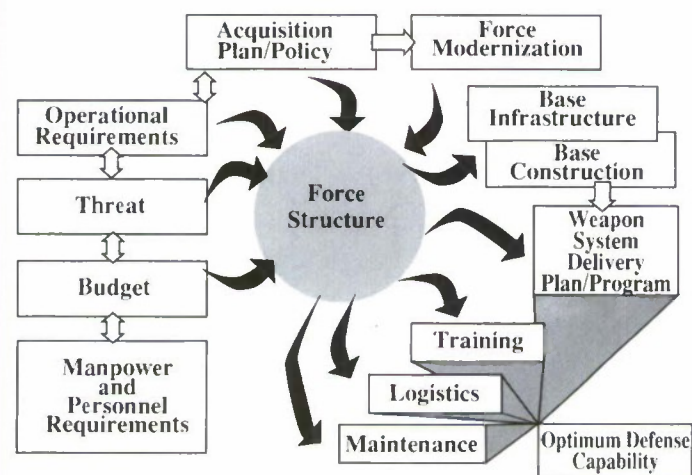 Acquisition
Plan/Policy
Force
Modernization
Operational
Requirements
Base
Infrastructure
Base
Construction
Threat
Force
Structure
Weapon
System
Delivery
Plan/Program
Budget
Training
Manpower
and
Personnel
Requirements
Logistics
Maintenance
Optimum Defense
Capability